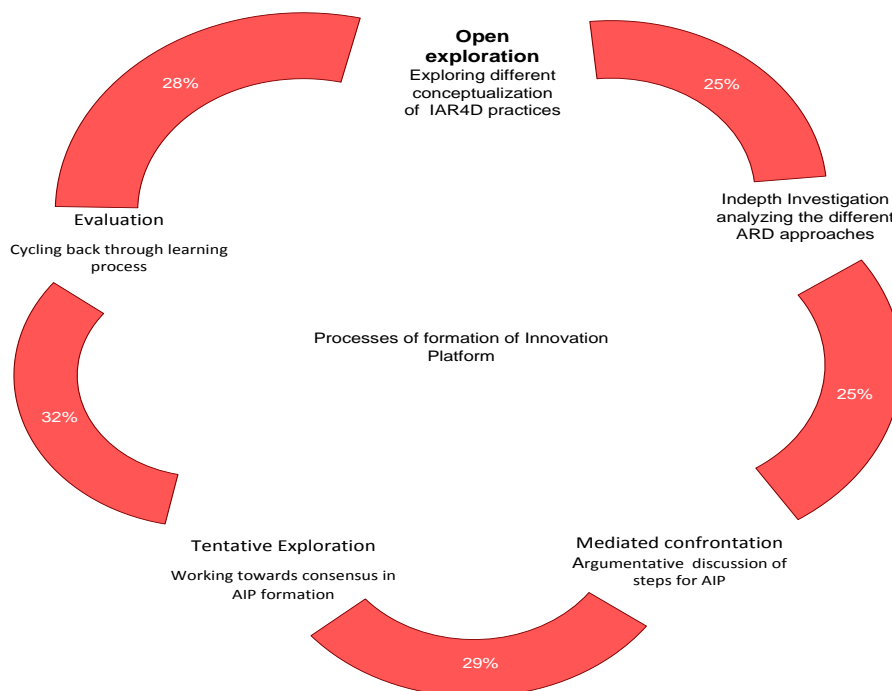 Open
exploration
Exploring different
conceptualization
of IAR4D practices
28%
25%
Indepth Investigation
analyzing the different
ARD approaches
Evaluation
Cycling back through learning
process
Processes of formation of Innovation
Platform
25%
32%
Mediated confrontation
Argumentative discussion of
steps for AIP
Tentative Exploration
Working towards consensus in
AIP formation
29%